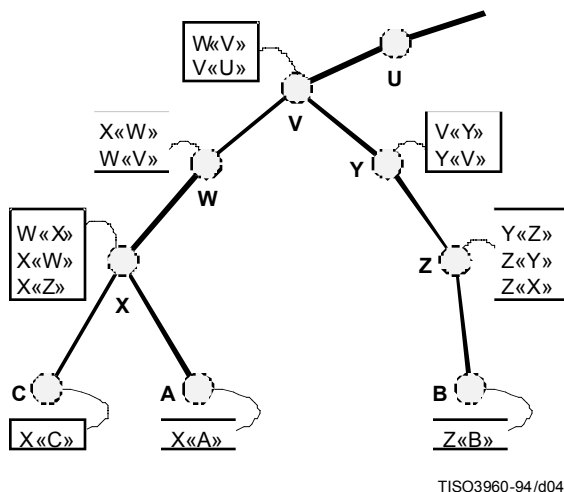 W«V»
V«U»
U
V
X«W»
W«V»
V«Y»
Y«V»
W
Y
W«X»
X«W»
X«Z»
Y«Z»
Z«Y»
Z«X»
Z
X
C
A
B
X«C»
X«A»
Z«B»
TISO3960-94/d04